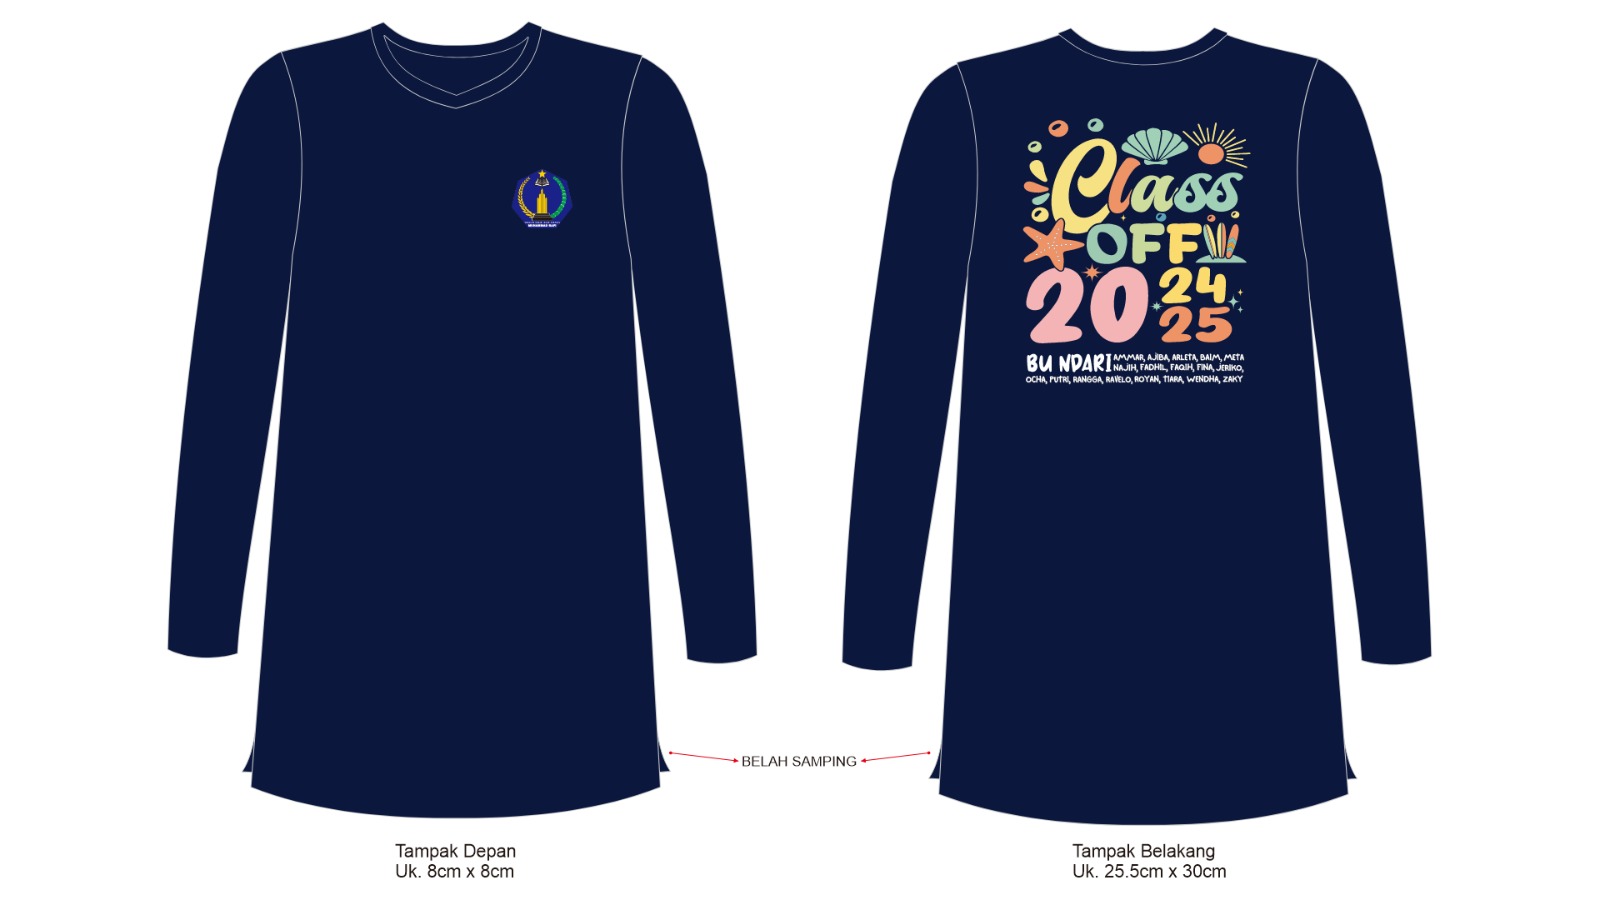 Class
OFF
20 24
25
BU NDARI AMMAR, AJIBA, ARLETA, BAIM, META
NAJIH, FADHIL, FAQIH, FINA, JERIKO,
OCHA, PUTRI, RANGGA, RAVELO, ROYAN, TIARA, WENDHA, ZAKY
BELAH SAMPING
Tampak Depan
Uk. 8cm x 8cm
Tampak Belakang
Uk. 25.5cm x 30cm